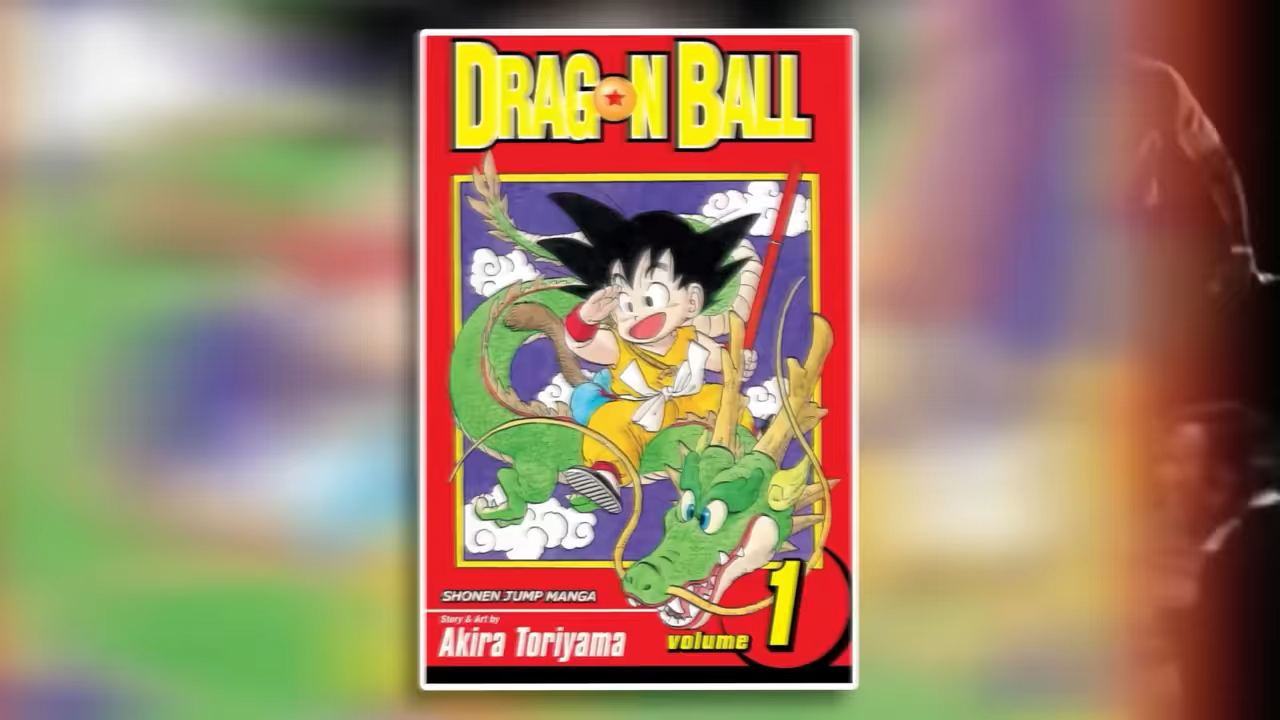 DRAGON BALL
SHONEN JUMP MANGA
Story & Art by
Akira Toriyama
volume 1